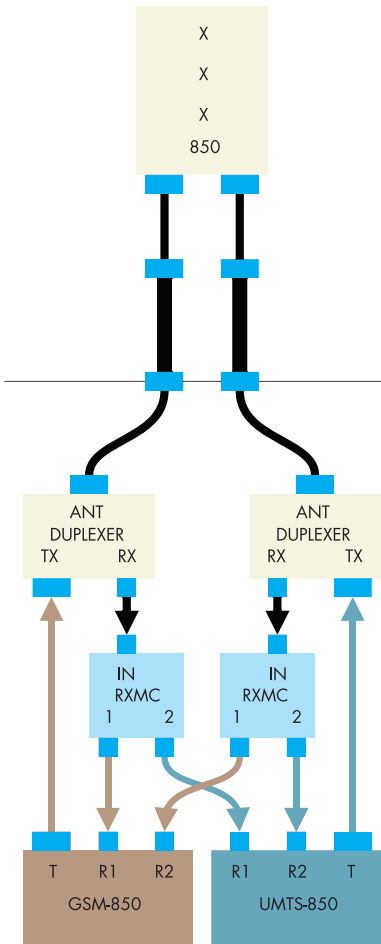 X
X
X
850
ANT
DUPLEXER
TX RX
ANT
DUPLEXER
RX TX
IN
RXMC
1 2
IN
RXMC
1 2
T R1 R2
GSM-850
R1 R2 T
UMTS-850